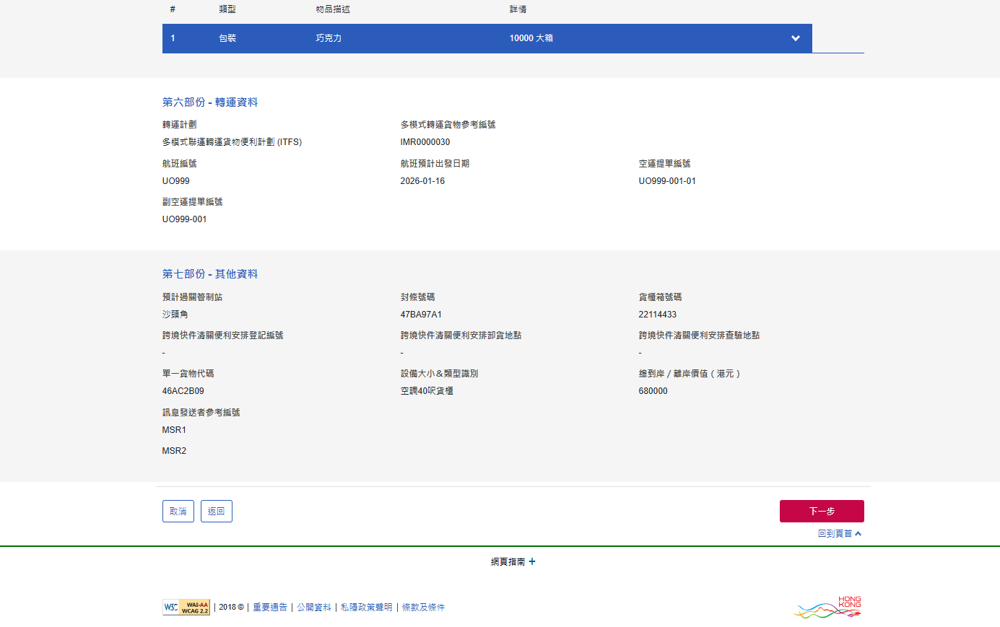 # 類型 物品描述 詳情
1 包裝 巧克力 10000 大箱
第六部份 - 轉運資料
轉運計劃 多模式轉運貨物參考編號
多模式聯運轉運貨物便利計劃 (ITFS) IMR0000030
航班編號 航班預計出發日期 空運提單編號
UO999 2026-01-16 UO999-001-01
副空運提單編號
UO999-001
第七部份 - 其他資料
預計過關管制站 封條號碼 貨櫃箱號碼
沙頭角 47BA97A1 22114433
跨境快件清關便利安排登記編號 跨境快件清關便利安排卸貨地點 跨境快件清關便利安排查驗地點
- - -
單一貨物代碼 設備大小＆類型識別 總到岸 / 離岸價值 ( 港元 )
46AC2B09 空調40呎貨櫃 680000
訊息發送者參考編號
MSR1
MSR2
取消 返回 下一步
回到頁首
網頁指南 +
W3C WAI-AA WCAG 2.2 | 2018 © | 重要通告 | 公開資料 | 私隱政策聲明 | 條款及條件
HONG KONG